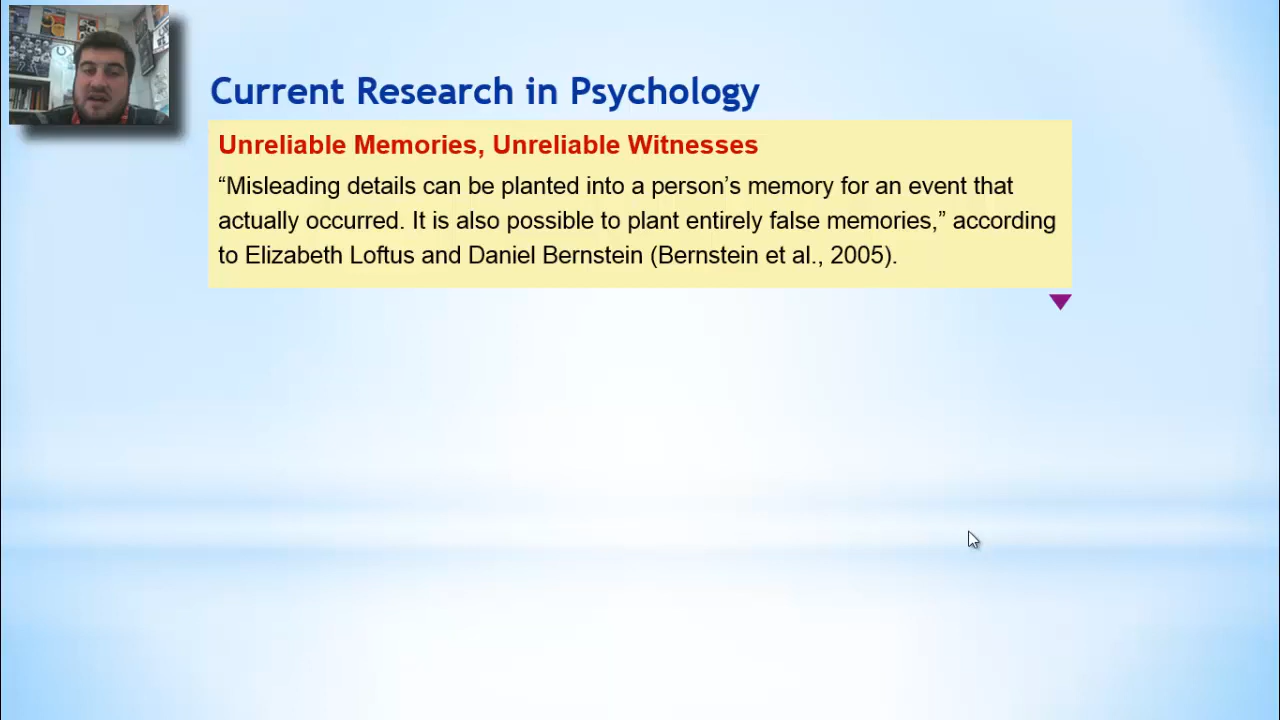 Current Research in Psychology
Unreliable Memories, Unreliable Witnesses
“Misleading details can be planted into a person’s memory for an event that
actually occurred. It is also possible to plant entirely false memories,” according
to Elizabeth Loftus and Daniel Bernstein (Bernstein et al., 2005).